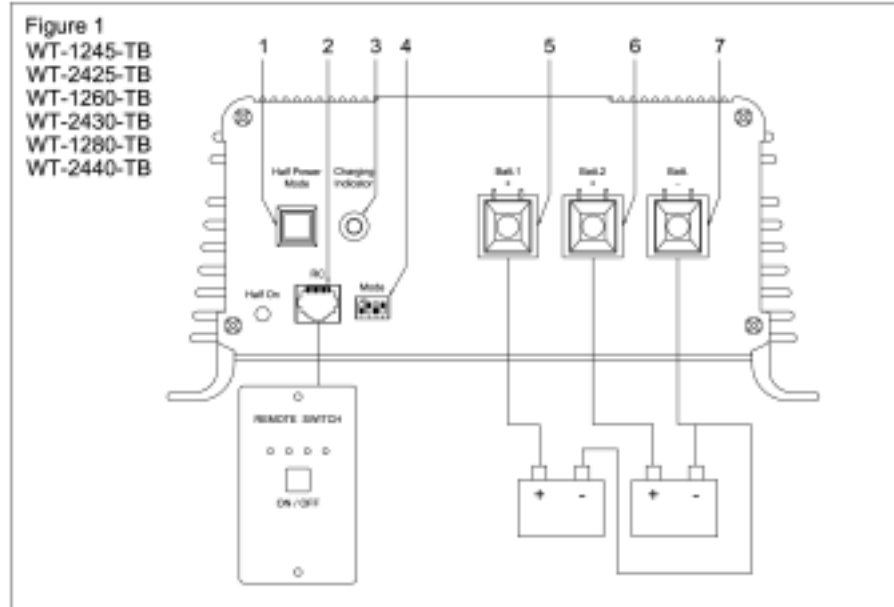 Figure 1
WT-1245-TB
WT-2425-TB
WT-1260-TB
WT-2430-TB
WT-1280-TB
WT-2440-TB
1 2 3 4 5 6 7
Half Power
Mode
Charging
Indicator
Batt.1
+
Batt.2
+
Batt.
-
Half On
RC
Mode
REMOTE SWITCH
ON / OFF
+ -
+ -